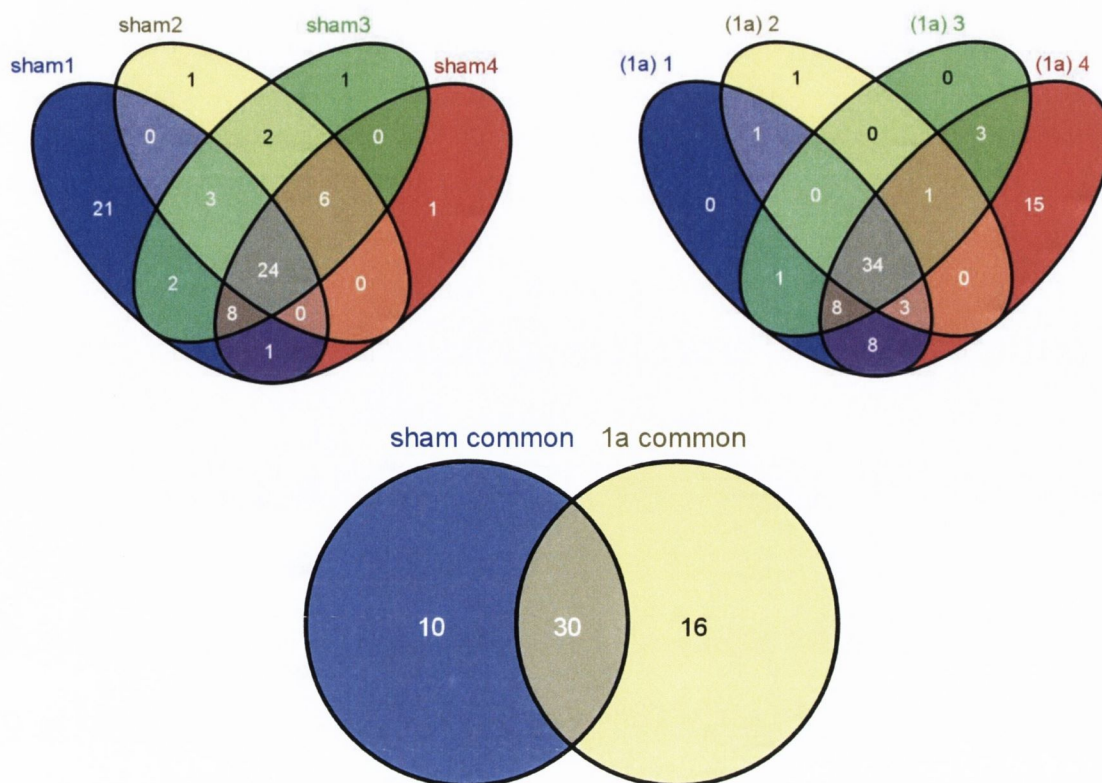 sham2 sham3 (1a) 2 (1a) 3
sham1 sham4 (1a) 1 (1a) 4
1 1 1 0
0 2 0 1 0 3
21 3 6 1 0 0 1 15
24 34
2 0 1 0
8 0 8 3
1 8
sham common 1a common
10 30 16